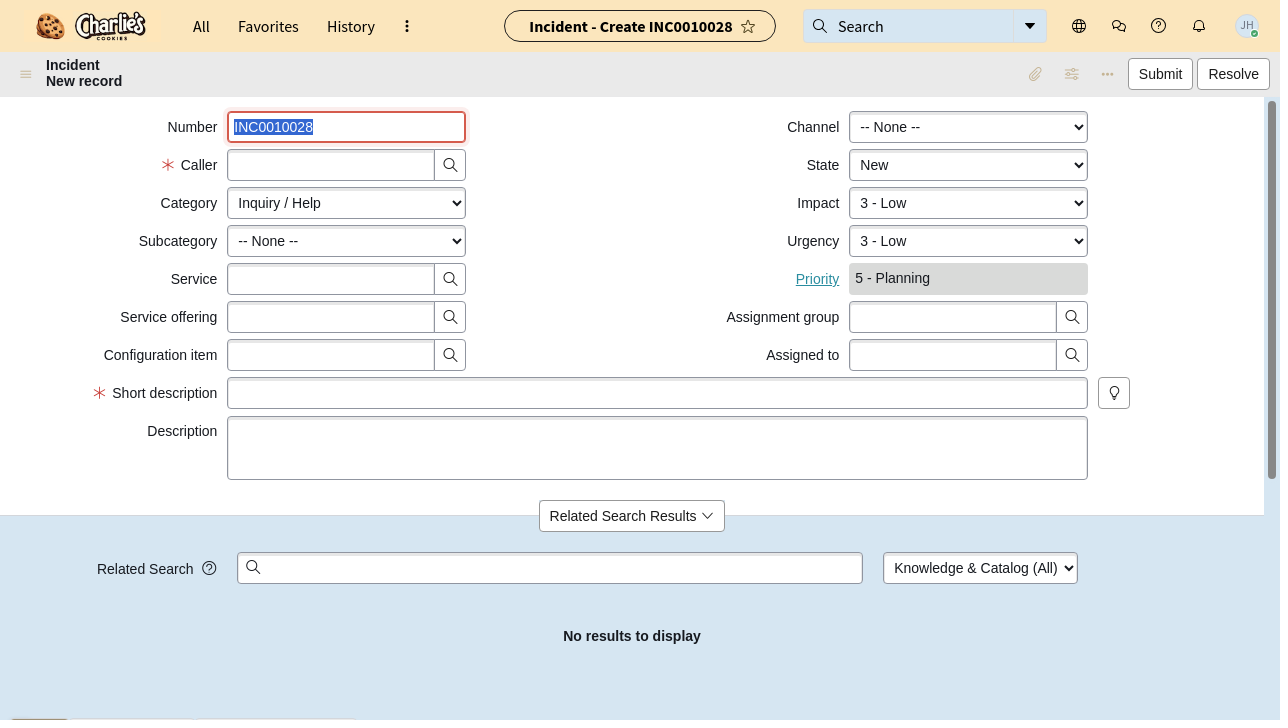 Charlie's
COOKIES
All
Favorites
History
Incident - Create INC0010028
Search
JH
Incident
New record
Submit
Resolve
Number
INC0010028
Channel
-- None --
Caller
State
New
Category
Inquiry / Help
Impact
3 - Low
Subcategory
-- None --
Urgency
3 - Low
Service
Priority
5 - Planning
Service offering
Assignment group
Configuration item
Assigned to
Short description
Description
Related Search Results
Related Search
Knowledge & Catalog (All)
No results to display